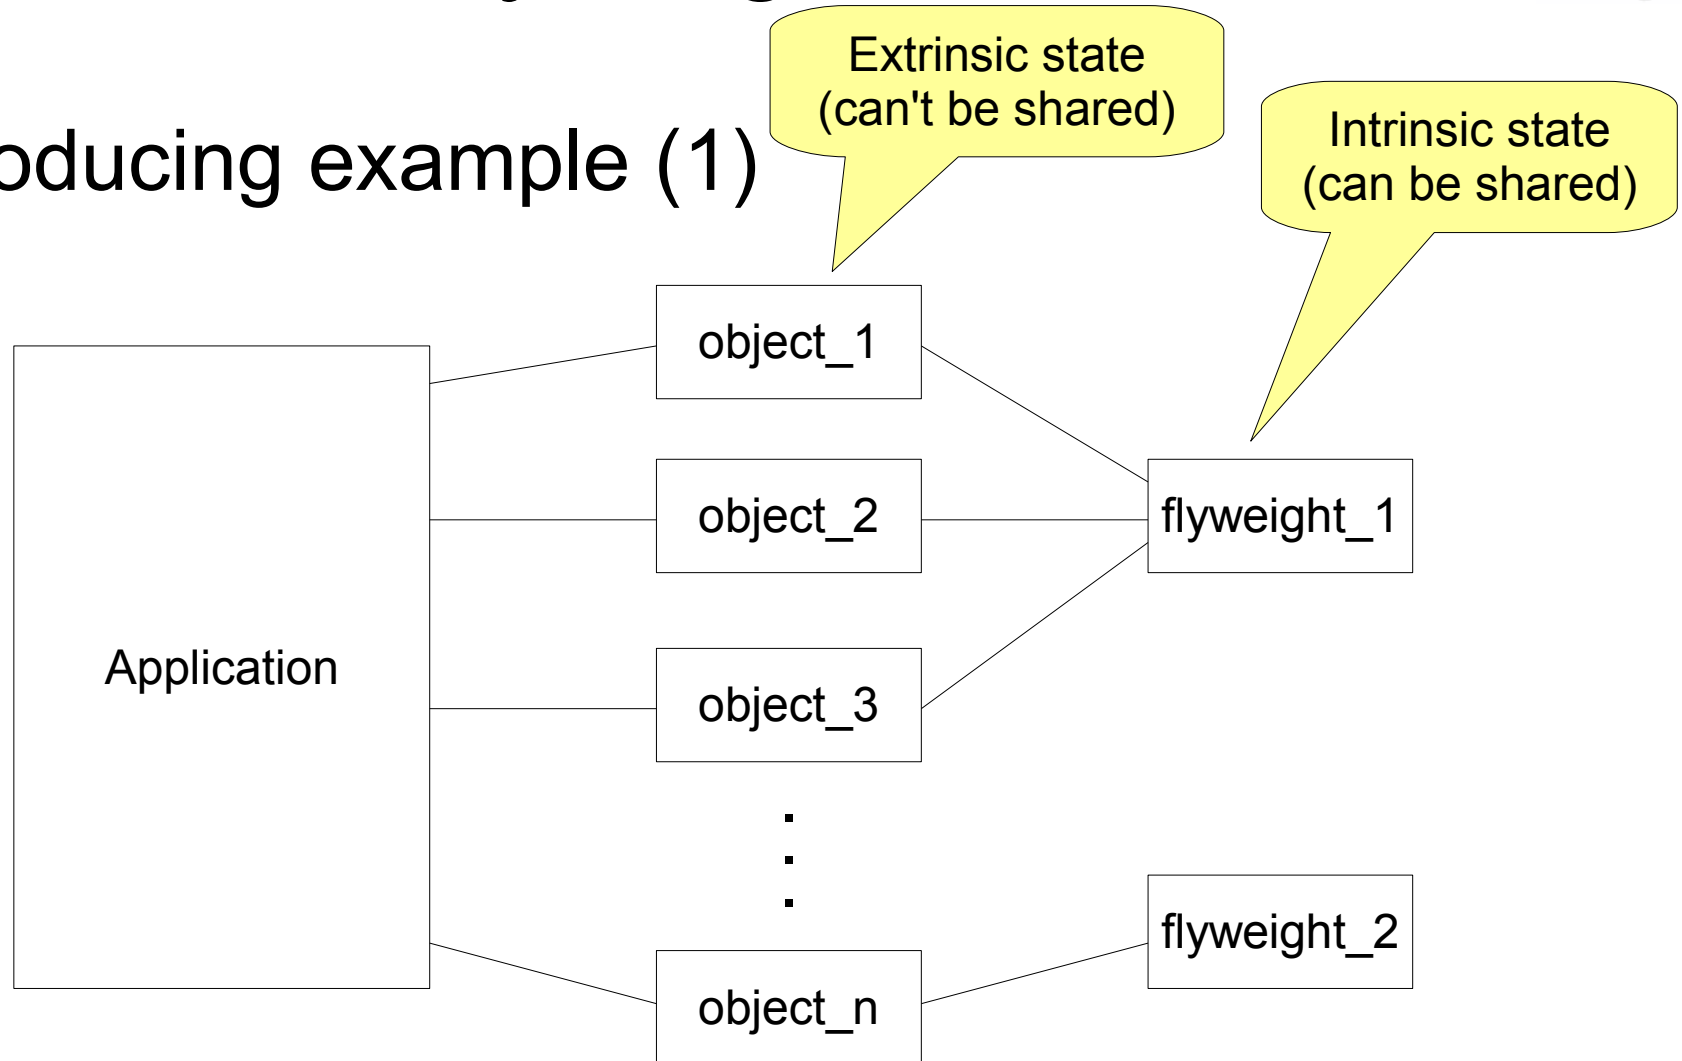 Extrinsic state
(can't be shared)
Intrinsic state
(can be shared)
oducing example (1)
object_1
object_2
flyweight_1
Application
object_3
.
.
.
flyweight_2
object_n